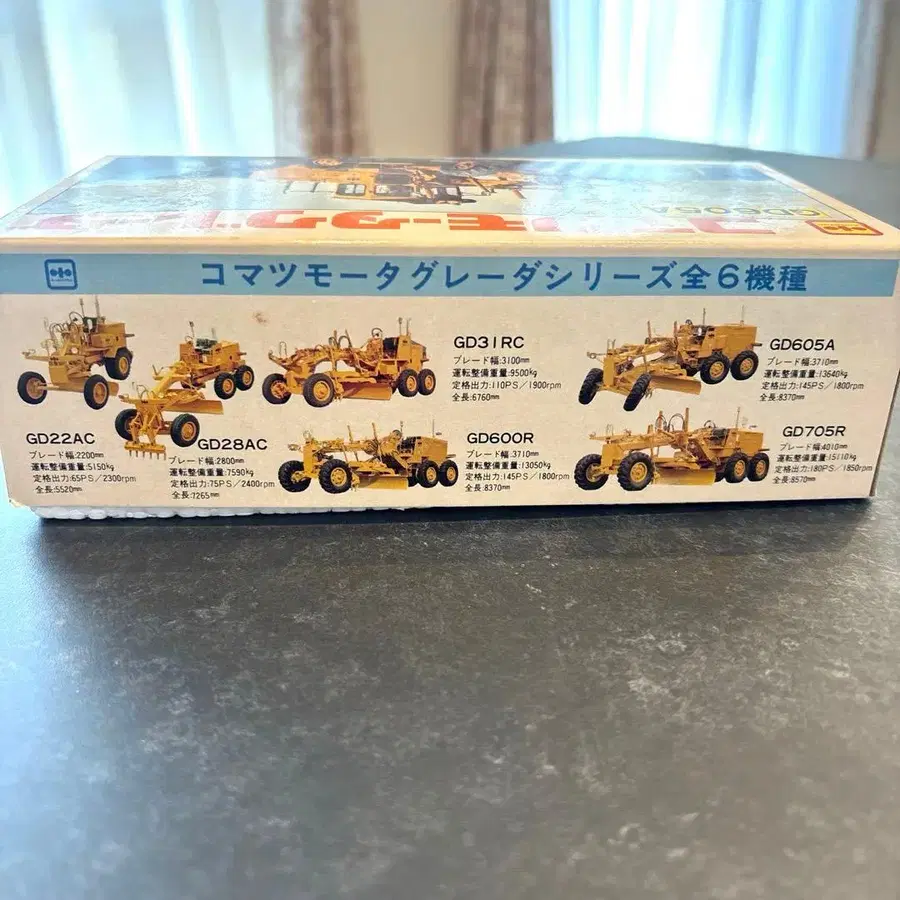 GD605A
コマツモータグレーダシリーズ全6機種
GD22AC
ブレード幅:2200mm
運転整備重量:5150kg
定格出力:65PS/2300rpm
全長:5520mm
GD28AC
ブレード幅:2800mm
運転整備重量:7590kg
定格出力:75PS/2400rpm
全長:7265mm
GD31RC
ブレード幅:3100mm
運転整備重量:9500kg
定格出力:110PS/1900rpm
全長:6760mm
GD600R
ブレード幅:3710mm
運転整備重量:13050kg
定格出力:145PS/1800rpm
全長:8370mm
GD605A
ブレード幅:3710mm
運転整備重量:13640kg
定格出力:145PS/1800rpm
全長:8370mm
GD705R
ブレード幅:4010mm
運転整備重量:15110kg
定格出力:180PS/1850rpm
全長:8570mm